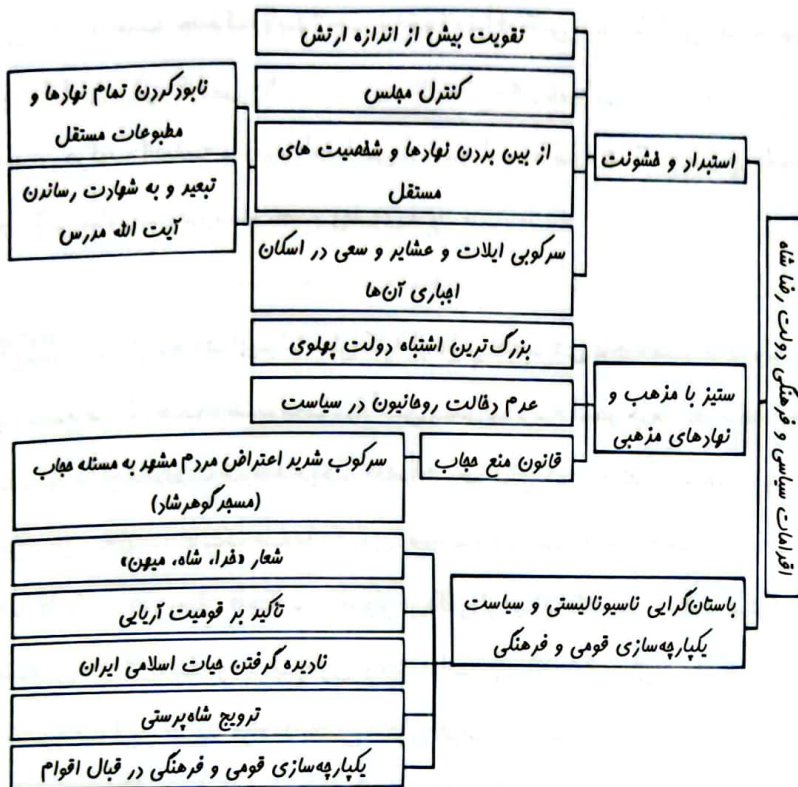 اقدامات سیاسی و فرهنگی دولت رضا شاه
استبداد و خشونت
تقویت بیش از اندازه ارتش
کنترل مجلس
از بین بردن نهادها و شخصیت های
مستقل
نابودکردن تمام نهادها و
مطبوعات مستقل
تبعید و به شهادت رساندن
آیت الله مدرس
سرکوبی ایلات و عشایر و سعی در اسکان
اجباری آن‌ها
ستیز با مذهب و
نهادهای مذهبی
بزرگ‌ترین اشتباه دولت پهلوی
عدم دخالت روحانیون در سیاست
قانون منع حجاب
سرکوب شدید اعتراض مردم مشهد به مسئله حجاب
(مسجد گوهرشاد)
باستان‌گرایی ناسیونالیستی و سیاست
یکپارچه‌سازی قومی و فرهنگی
شعار «خدا، شاه، میهن»
تأکید بر قومیت آریایی
نادیده گرفتن حیات اسلامی ایران
ترویج شاه‌پرستی
یکپارچه‌سازی قومی و فرهنگی در قبال اقوام